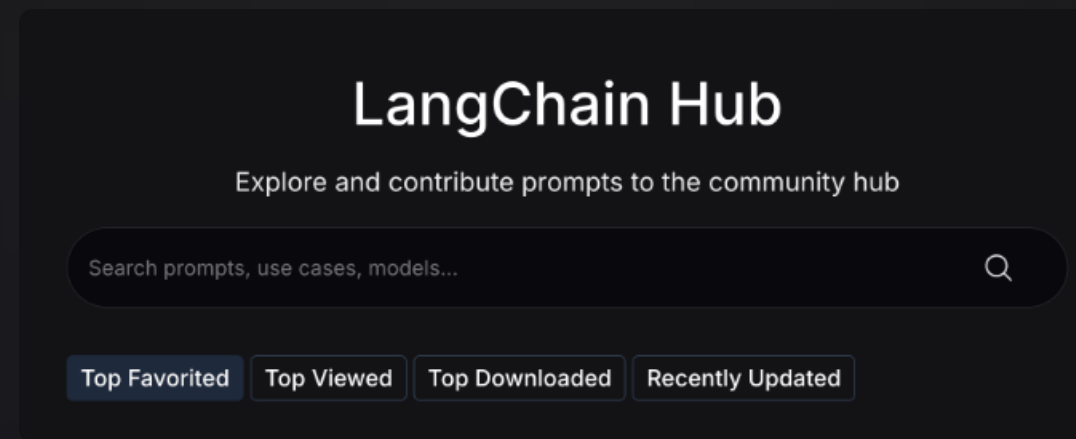 LangChain Hub
Explore and contribute prompts to the community hub
Search prompts, use cases, models...
Top Favorited Top Viewed Top Downloaded Recently Updated